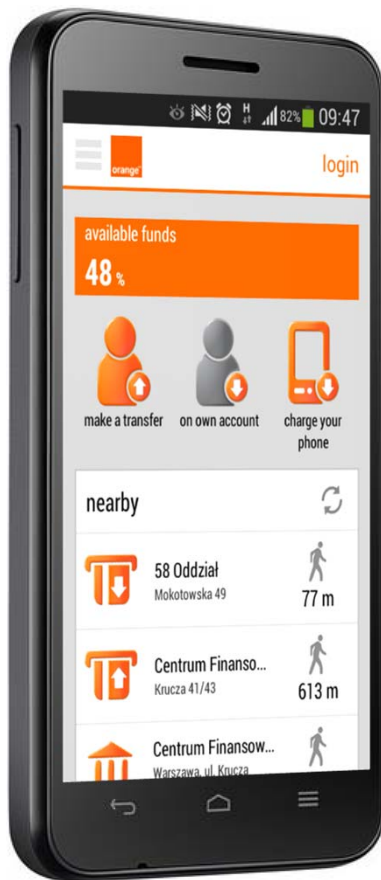 H 82% 09:47
orange
login
available funds
48 %
make a transfer
on own account
charge your
phone
nearby
58 Oddział
Mokotowska 49
77 m
Centrum Finanso...
Krucza 41/43
613 m
Centrum Finansow...
Warszawa, ul. Krucza